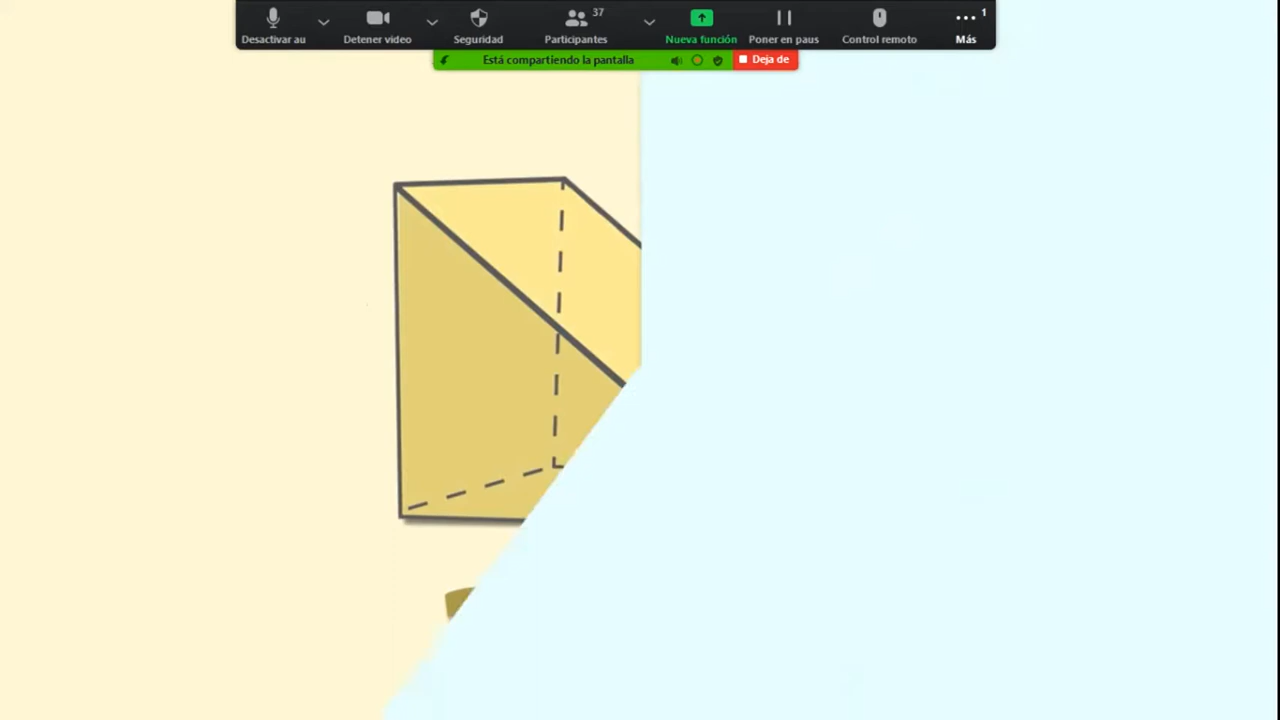 37
1
Desactivar au
Detener video
Seguridad
Participantes
Nueva función
Poner en paus
Control remoto
Más
Está compartiendo la pantalla
Deja de